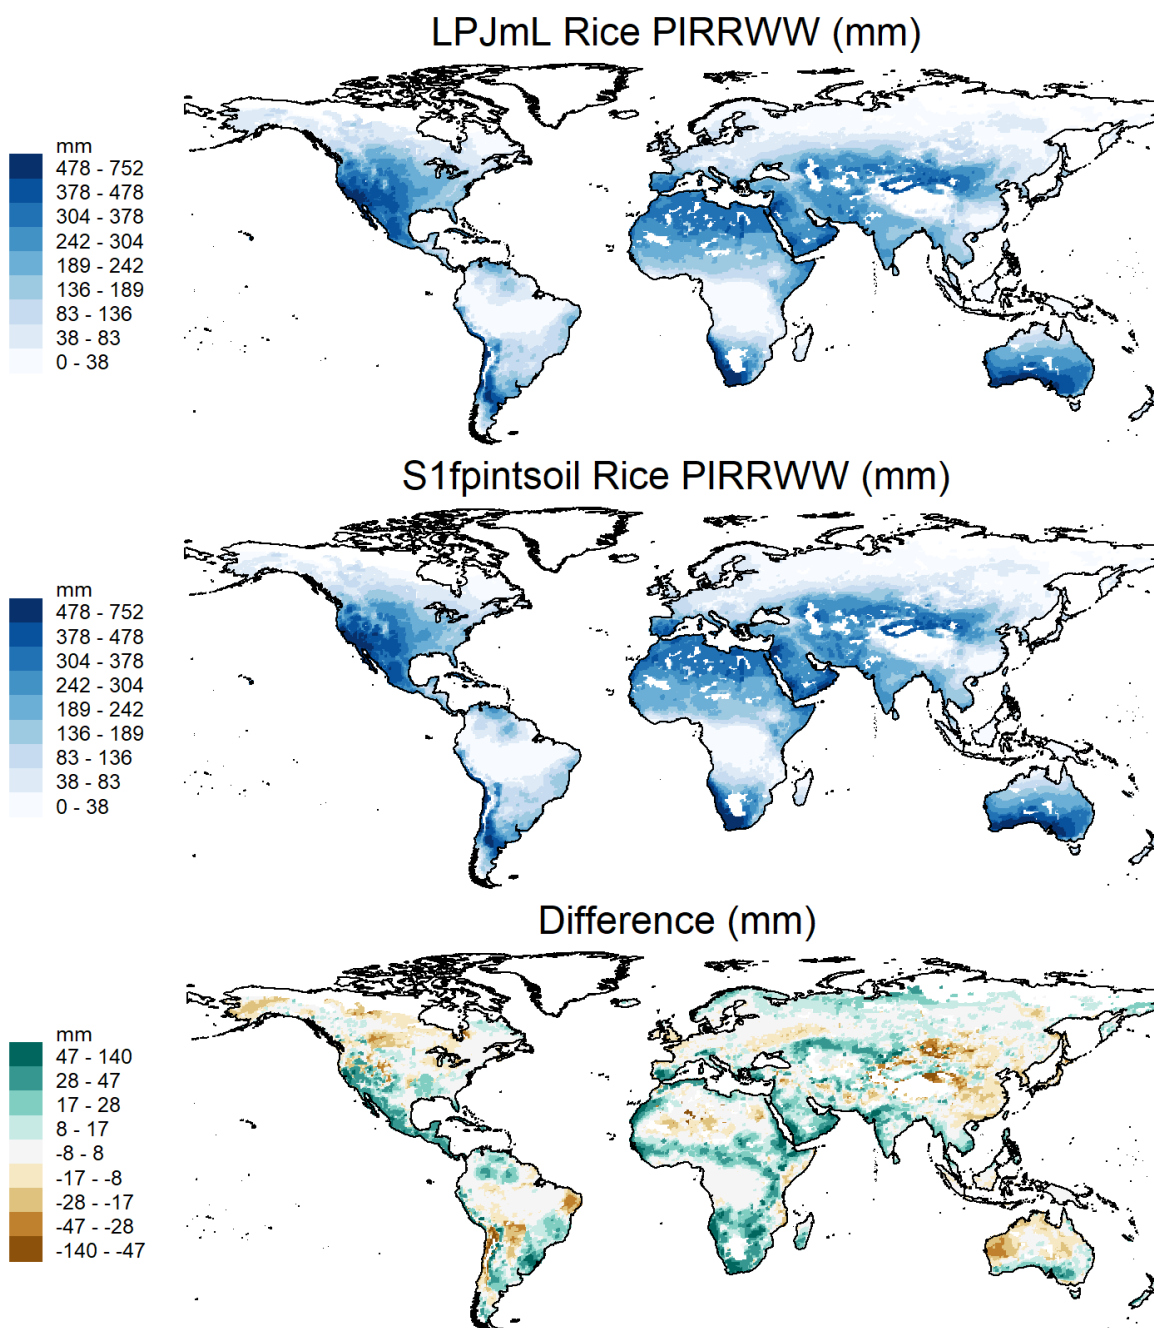 LPJmL Rice PIRRWW (mm)
mm
478 - 752
378 - 478
304 - 378
242 - 304
189 - 242
136 - 189
83 - 136
38 - 83
0 - 38
S1fpintsoil Rice PIRRWW (mm)
mm
478 - 752
378 - 478
304 - 378
242 - 304
189 - 242
136 - 189
83 - 136
38 - 83
0 - 38
Difference (mm)
mm
47 - 140
28 - 47
17 - 28
8 - 17
-8 - 8
-17 - -8
-28 - -17
-47 - -28
-140 - -47